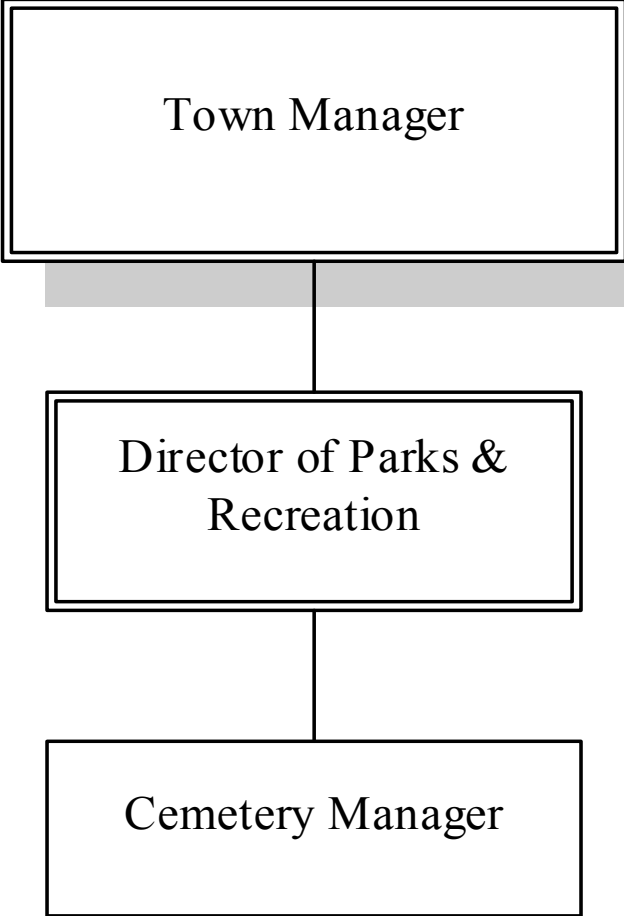 Town Manager
Director of Parks &
Recreation
Cemetery Manager